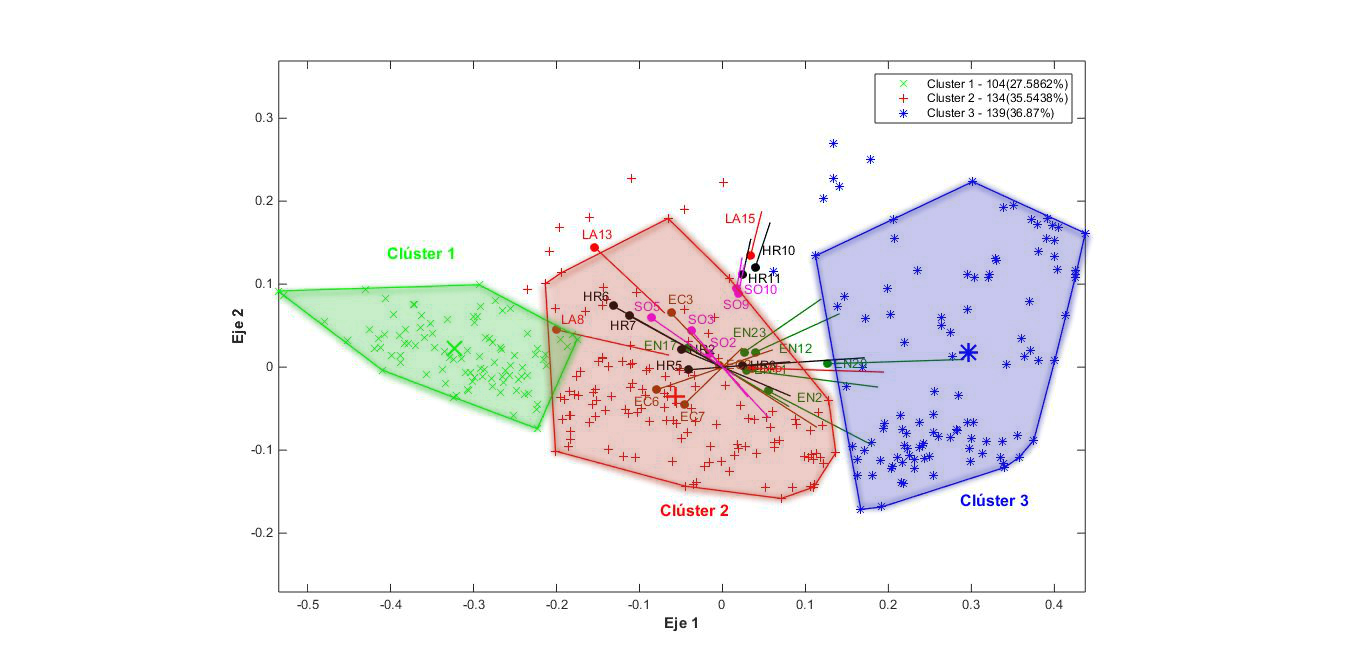 Cluster 1 - 104(27.5862%)
Cluster 2 - 134(35.5438%)
Cluster 3 - 139(36.87%)
0.3
0.2
0.1
0
-0.1
-0.2
Eje 2
LA15
LA13
HR10
Clúster 1
HR11
SO10
HR6
EC3
SO9
SO5
LA8
HR7
SO3
EN23
SO2
EN17
EN12
HR5
EC6
EN2
EC7
Clúster 3
Clúster 2
-0.5
-0.4
-0.3
-0.2
-0.1
0
0.1
0.2
0.3
0.4
Eje 1